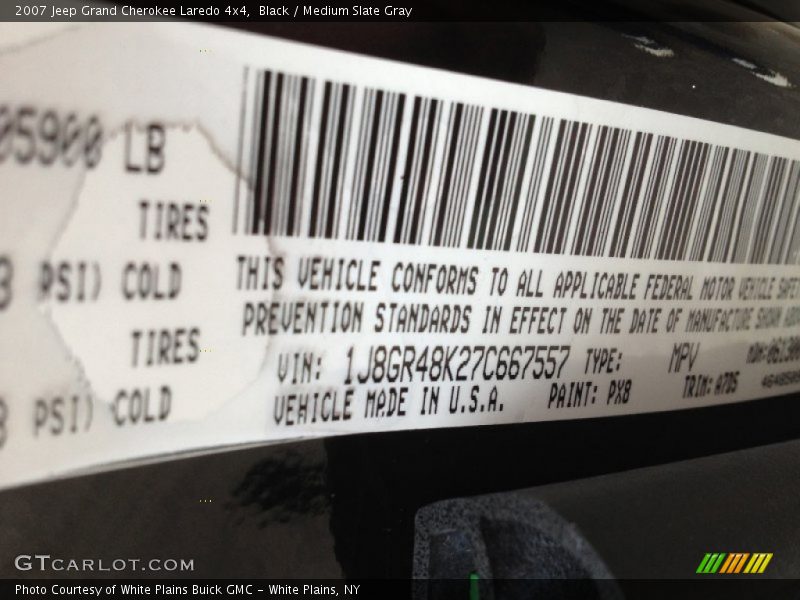 2007 Jeep Grand Cherokee Laredo 4x4, Black / Medium Slate Gray
05900 LB
TIRES
PSI) COLD
TIRES
PSI) COLD
THIS VEHICLE CONFORMS TO ALL APPLICABLE FEDERAL MOTOR VEHICLE SAFET
PREVENTION STANDARDS IN EFFECT ON THE DATE OF MANUFACTURE SHOWN
VIN: 1J8GR48K27C667557 TYPE: MPV
VEHICLE MADE IN U.S.A. PAINT: PX8 TRIM: A7D5
GTCARLOT.COM
Photo Courtesy of White Plains Buick GMC - White Plains, NY